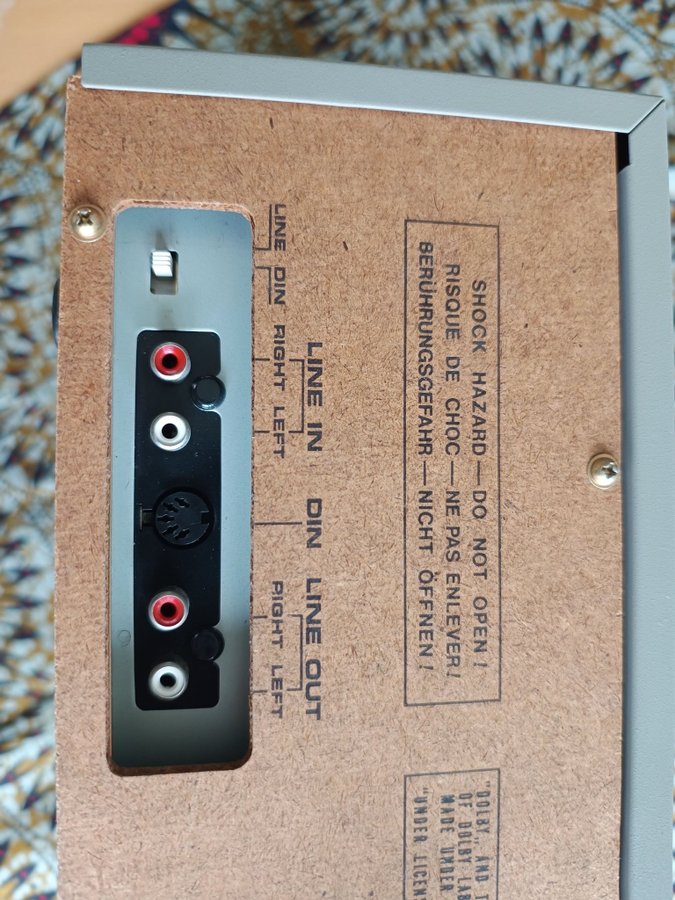 SHOCK HAZARD — DO NOT OPEN!
RISQUE DE CHOC — NE PAS ENLEVER!
BERÜHRUNGSGEFAHR — NICHT ÖFFNEN!
"DOLBY„ AND T
OF DOLBY LAB
MADE UNDER
"UNDER LICEN
LINE IN DIN LINE OUT
LINE DIN RIGHT LEFT RIGHT LEFT